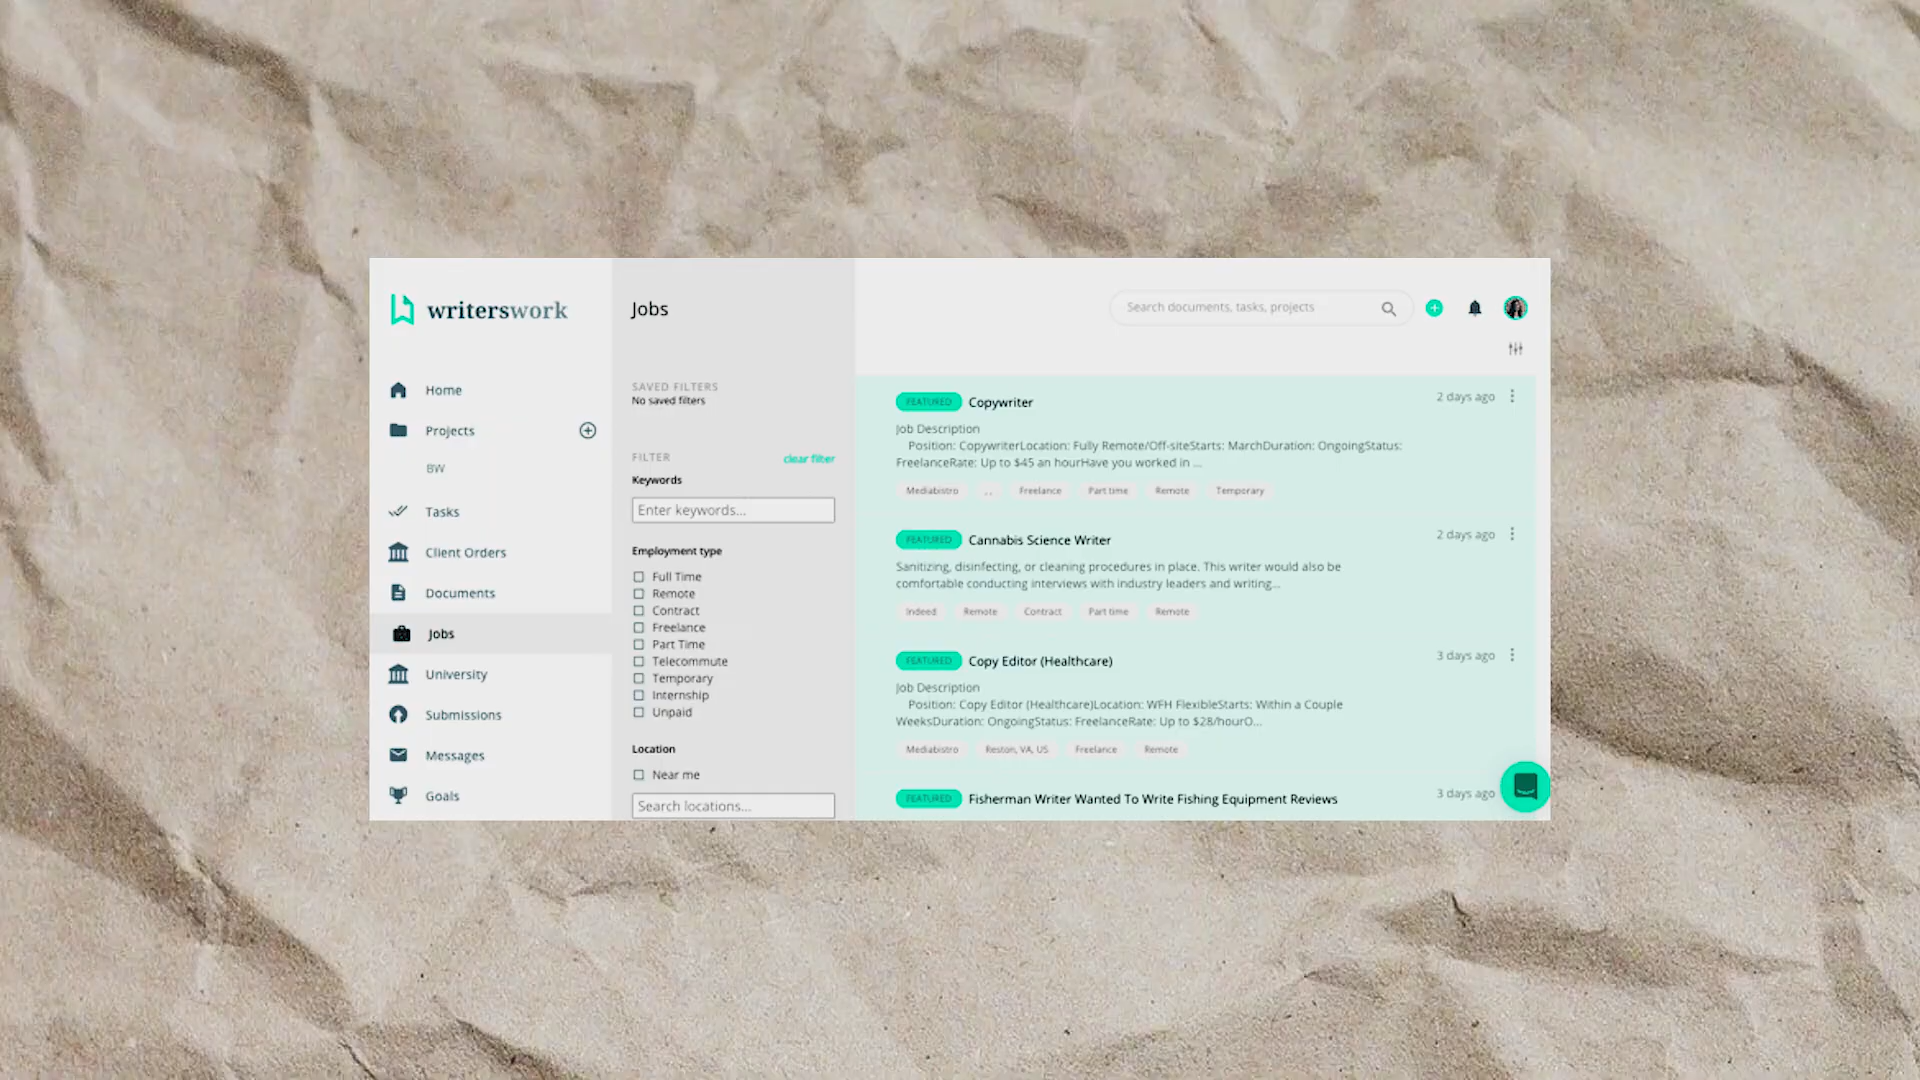 writerswork
Home
Projects
BW
Tasks
Client Orders
Documents
Jobs
University
Submissions
Messages
Goals
Jobs
SAVED FILTERS
No saved filters
FILTER
clear filter
Keywords
Enter keywords...
Employment type
Full Time
Remote
Contract
Freelance
Part Time
Telecommute
Temporary
Internship
Unpaid
Location
Near me
Search locations...
Search documents, tasks, projects
FEATURED Copywriter 2 days ago
Job Description
Position: CopywriterLocation: Fully Remote/Off-siteStarts: MarchDuration: OngoingStatus:
FreelanceRate: Up to $45 an hourHave you worked in ...
Mediabistro , , Freelance Part time Remote Temporary
FEATURED Cannabis Science Writer 2 days ago
Sanitizing, disinfecting, or cleaning procedures in place. This writer would also be
comfortable conducting interviews with industry leaders and writing...
Indeed Remote Contract Part time Remote
FEATURED Copy Editor (Healthcare) 3 days ago
Job Description
Position: Copy Editor (Healthcare)Location: WFH FlexibleStarts: Within a Couple
WeeksDuration: OngoingStatus: FreelanceRate: Up to $28/hourO...
Mediabistro Reston, VA, US Freelance Remote
FEATURED Fisherman Writer Wanted To Write Fishing Equipment Reviews 3 days ago